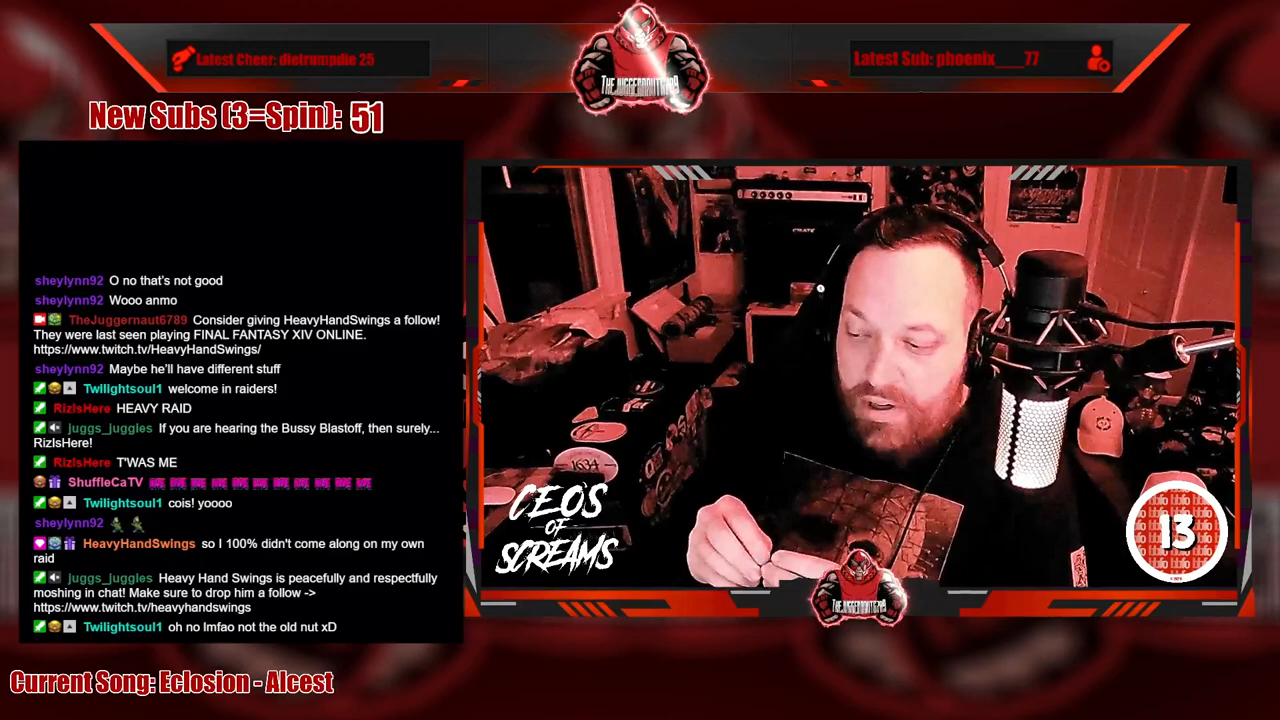 Latest Cheer: dietrumpdie 25
THEJUGGERNAUT6789
Latest Sub: phoenix___77
New Subs (3=Spin): 51
sheylynn92 O no that's not good
sheylynn92 Wooo anmo
TheJuggernaut6789 Consider giving HeavyHandSwings a follow!
They were last seen playing FINAL FANTASY XIV ONLINE.
https://www.twitch.tv/HeavyHandSwings/
sheylynn92 Maybe he'll have different stuff
Twilightsoul1 welcome in raiders!
RizIsHere HEAVY RAID
juggs_juggies If you are hearing the Bussy Blastoff, then surely...
RizIsHere!
RizIsHere T'WAS ME
ShuffleCaTV
Twilightsoul1 cois! yoooo
sheylynn92
HeavyHandSwings so I 100% didn't come along on my own
raid
juggs_juggies Heavy Hand Swings is peacefully and respectfully
moshing in chat! Make sure to drop him a follow ->
https://www.twitch.tv/heavyhandswings
Twilightsoul1 oh no lmfao not the old nut xD
CRATE
1634
CEOS
OF
SCREAMS
13
THEJUGGERNAUT6789
Current Song: Eclosion - Alcest